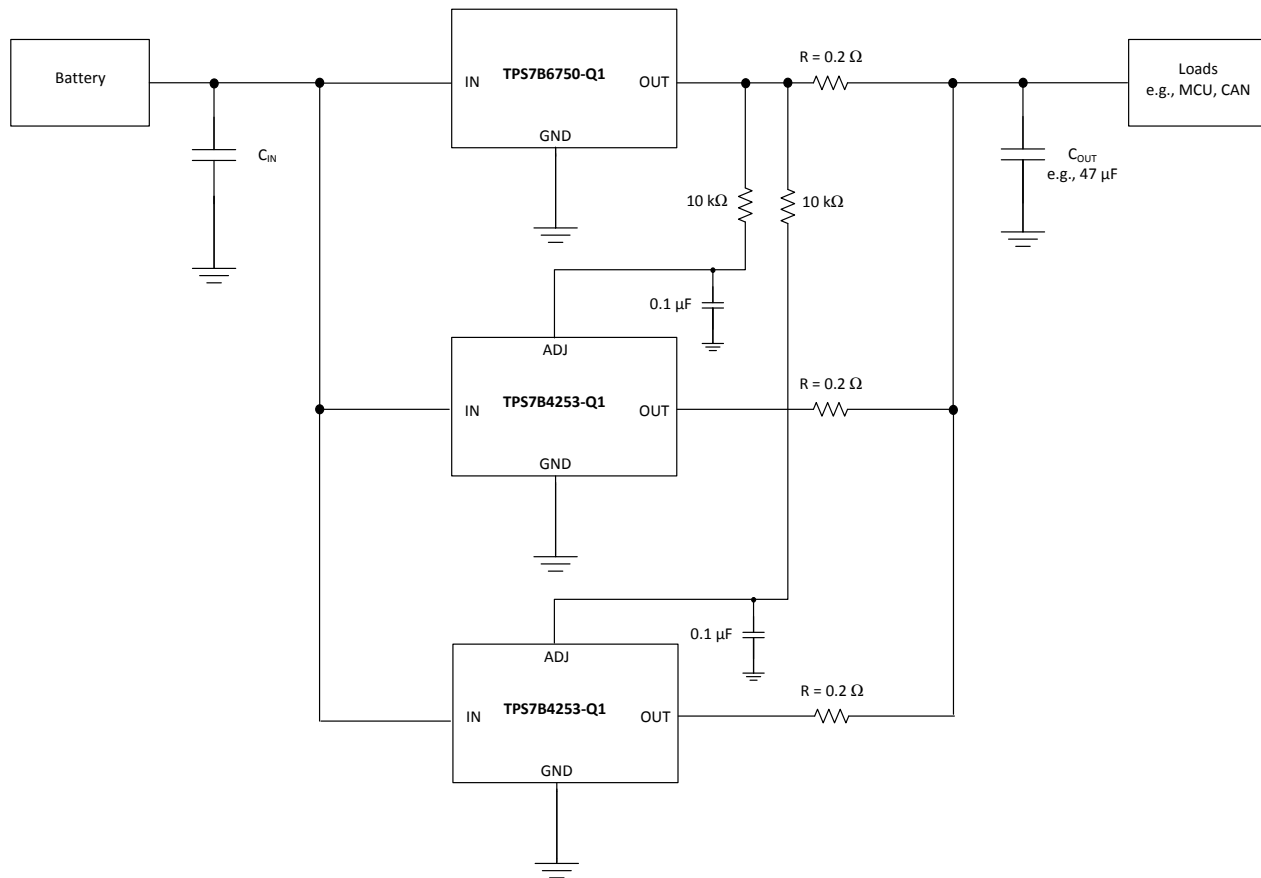 Battery
C_IN
TPS7B6750-Q1
IN
OUT
GND
R = 0.2 Ω
Loads
e.g., MCU, CAN
C_OUT
e.g., 47 µF
10 kΩ
10 kΩ
0.1 µF
ADJ
TPS7B4253-Q1
IN
OUT
GND
R = 0.2 Ω
0.1 µF
ADJ
TPS7B4253-Q1
IN
OUT
GND
R = 0.2 Ω